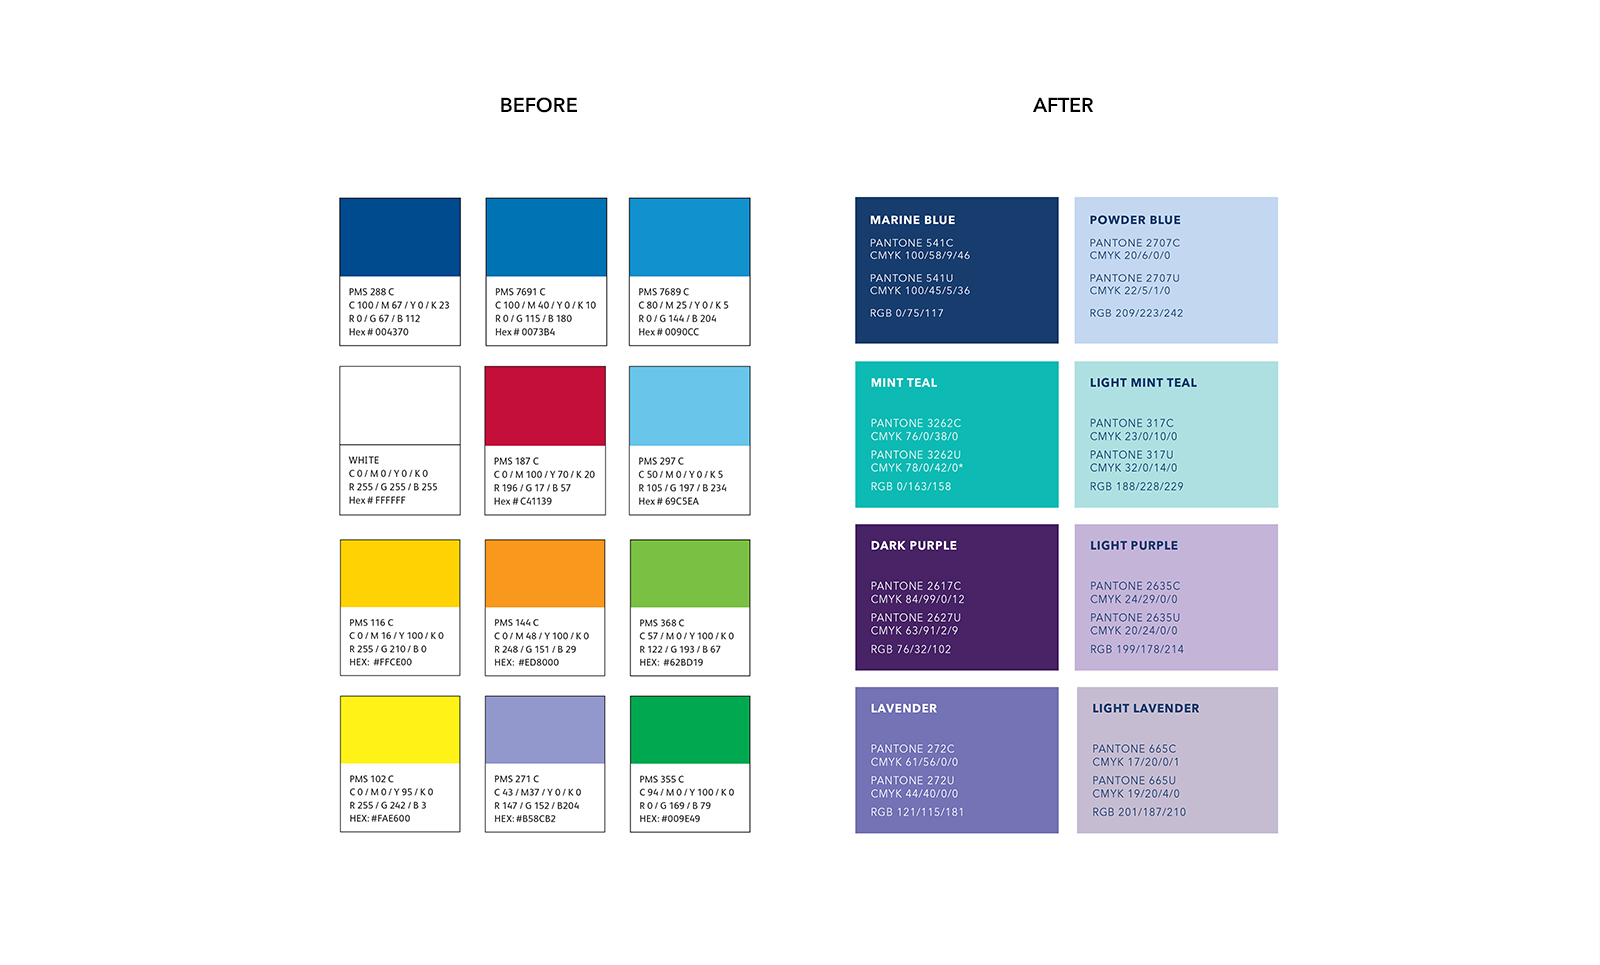 BEFORE
AFTER
PMS 288 C
C 100 / M 67 / Y 0 / K 23
R 0 / G 67 / B 112
Hex # 004370
PMS 7691 C
C 100 / M 40 / Y 0 / K 10
R 0 / G 115 / B 180
Hex # 0073B4
PMS 7689 C
C 80 / M 25 / Y 0 / K 5
R 0 / G 144 / B 204
Hex # 0090CC
WHITE
C 0 / M 0 / Y 0 / K 0
R 255 / G 255 / B 255
Hex # FFFFFF
PMS 187 C
C 0 / M 100 / Y 70 / K 20
R 196 / G 17 / B 57
Hex # C41139
PMS 297 C
C 50 / M 0 / Y 0 / K 5
R 105 / G 197 / B 234
Hex # 69C5EA
PMS 116 C
C 0 / M 16 / Y 100 / K 0
R 255 / G 210 / B 0
HEX: #FFCE00
PMS 144 C
C 0 / M 48 / Y 100 / K 0
R 248 / G 151 / B 29
HEX: #ED8000
PMS 368 C
C 57 / M 0 / Y 100 / K 0
R 122 / G 193 / B 67
HEX: #62BD19
PMS 102 C
C 0 / M 0 / Y 95 / K 0
R 255 / G 242 / B 3
HEX: #FAE600
PMS 271 C
C 43 / M37 / Y 0 / K 0
R 147 / G 152 / B204
HEX: #B58CB2
PMS 355 C
C 94 / M 0 / Y 100 / K 0
R 0 / G 169 / B 79
HEX: #009E49
MARINE BLUE
PANTONE 541C
CMYK 100/58/9/46
PANTONE 541U
CMYK 100/45/5/36
RGB 0/75/117
POWDER BLUE
PANTONE 2707C
CMYK 20/6/0/0
PANTONE 2707U
CMYK 22/5/1/0
RGB 209/223/242
MINT TEAL
PANTONE 3262C
CMYK 76/0/38/0
PANTONE 3262U
CMYK 78/0/42/0*
RGB 0/163/158
LIGHT MINT TEAL
PANTONE 317C
CMYK 23/0/10/0
PANTONE 317U
CMYK 32/0/14/0
RGB 188/228/229
DARK PURPLE
PANTONE 2617C
CMYK 84/99/0/12
PANTONE 2627U
CMYK 63/91/2/9
RGB 76/32/102
LIGHT PURPLE
PANTONE 2635C
CMYK 24/29/0/0
PANTONE 2635U
CMYK 20/24/0/0
RGB 199/178/214
LAVENDER
PANTONE 272C
CMYK 61/56/0/0
PANTONE 272U
CMYK 44/40/0/0
RGB 121/115/181
LIGHT LAVENDER
PANTONE 665C
CMYK 17/20/0/1
PANTONE 665U
CMYK 19/20/4/0
RGB 201/187/210